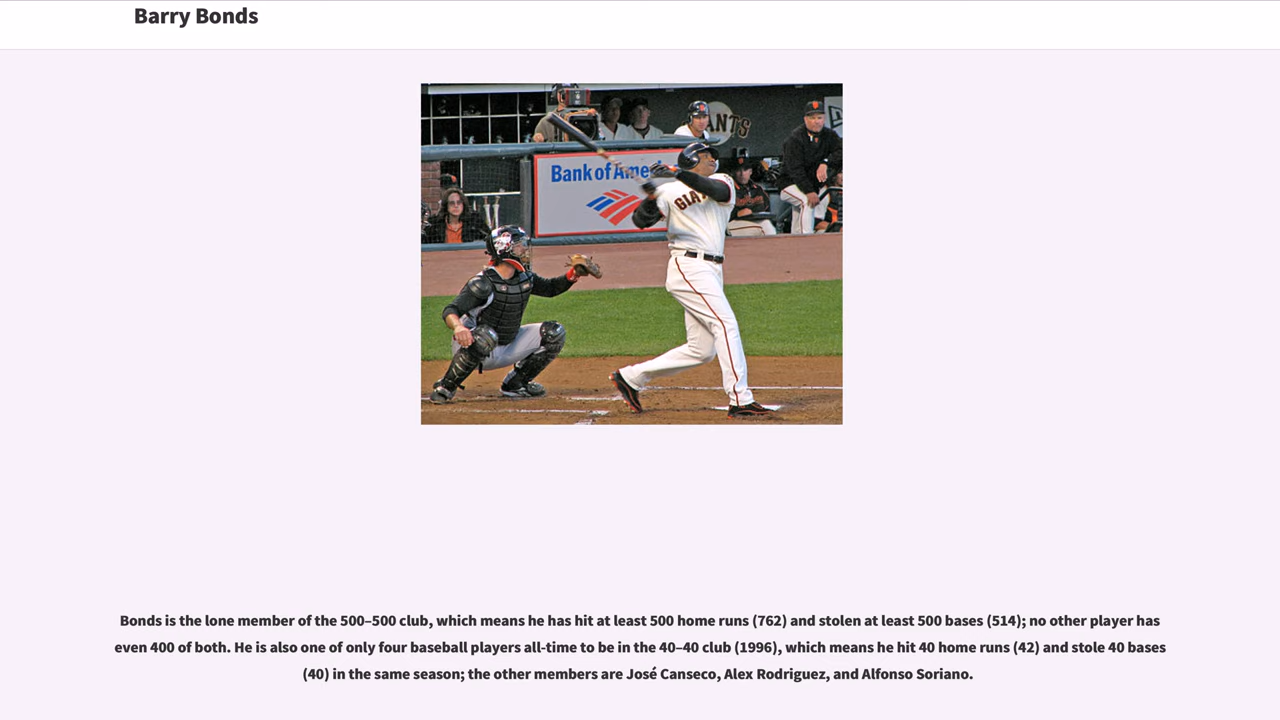 Barry Bonds
ANTS
Bank of Ame
GIA
Bonds is the lone member of the 500–500 club, which means he has hit at least 500 home runs (762) and stolen at least 500 bases (514); no other player has
even 400 of both. He is also one of only four baseball players all-time to be in the 40–40 club (1996), which means he hit 40 home runs (42) and stole 40 bases
(40) in the same season; the other members are José Canseco, Alex Rodriguez, and Alfonso Soriano.